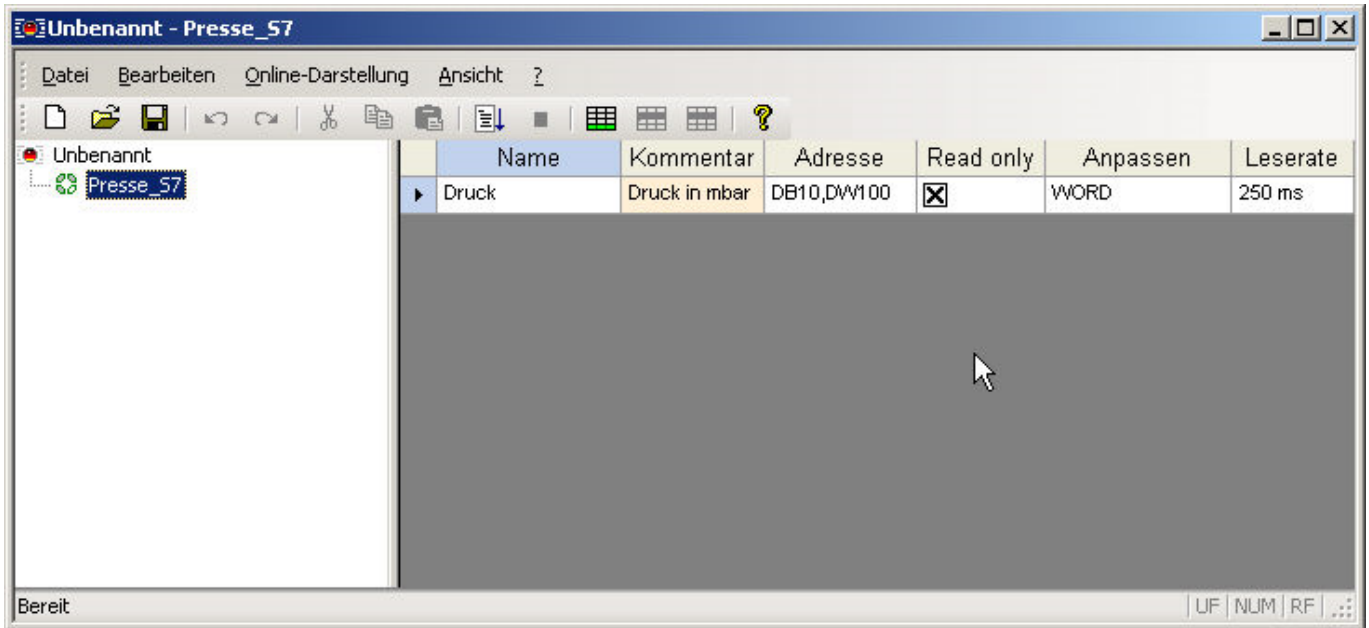 Unbenannt - Presse_S7
Datei Bearbeiten Online-Darstellung Ansicht ?
Unbenannt
Presse_S7
Name Kommentar Adresse Read only Anpassen Leserate
Druck Druck in mbar DB10,DW100 WORD 250 ms
Bereit UF NUM RF